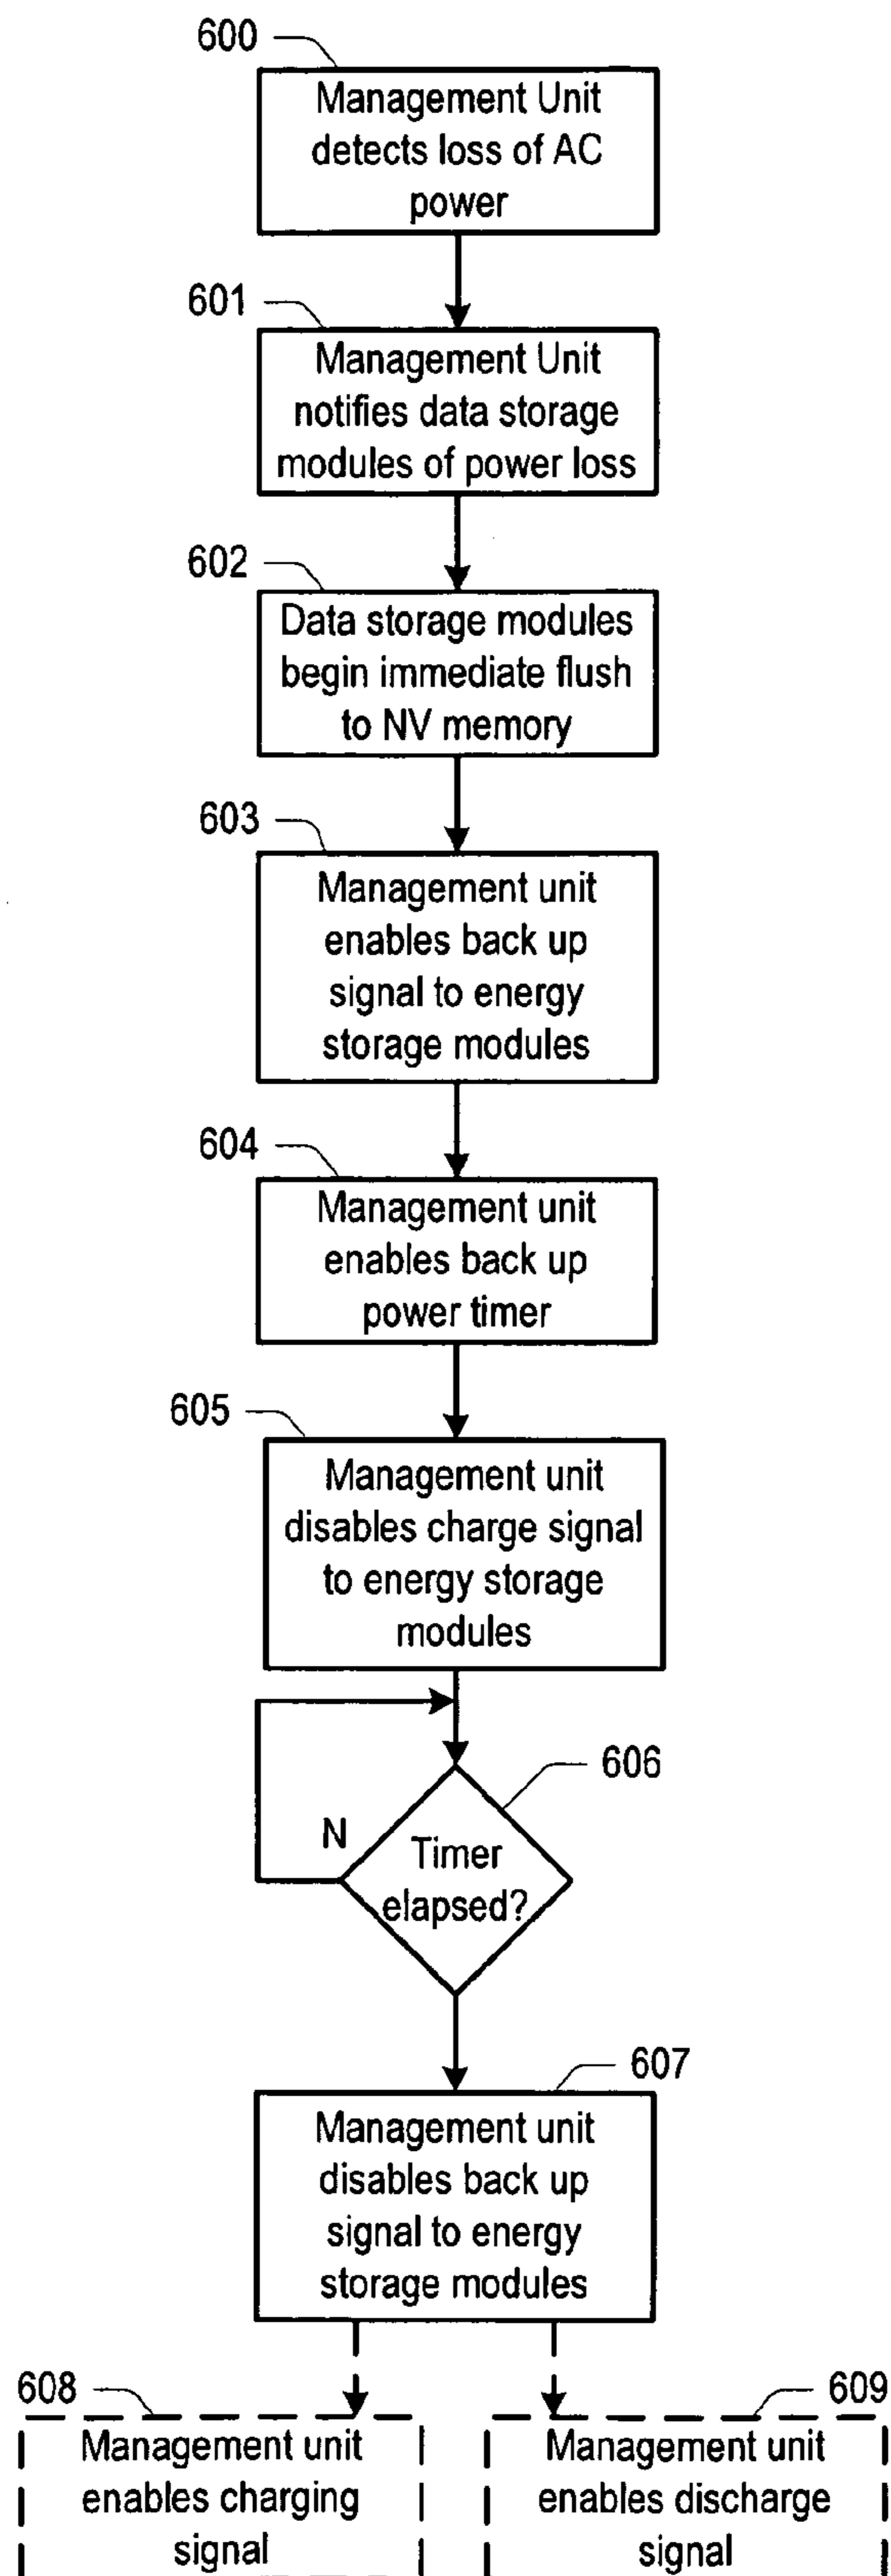 600
Management Unit
detects loss of AC
power
601
Management Unit
notifies data storage
modules of power loss
602
Data storage modules
begin immediate flush
to NV memory
603
Management unit
enables back up
signal to energy
storage modules
604
Management unit
enables back up
power timer
605
Management unit
disables charge signal
to energy storage
modules
606
N
Timer
elapsed?
607
Management unit
disables back up
signal to energy
storage modules
608
Management unit
enables charging
signal
609
Management unit
enables discharge
signal